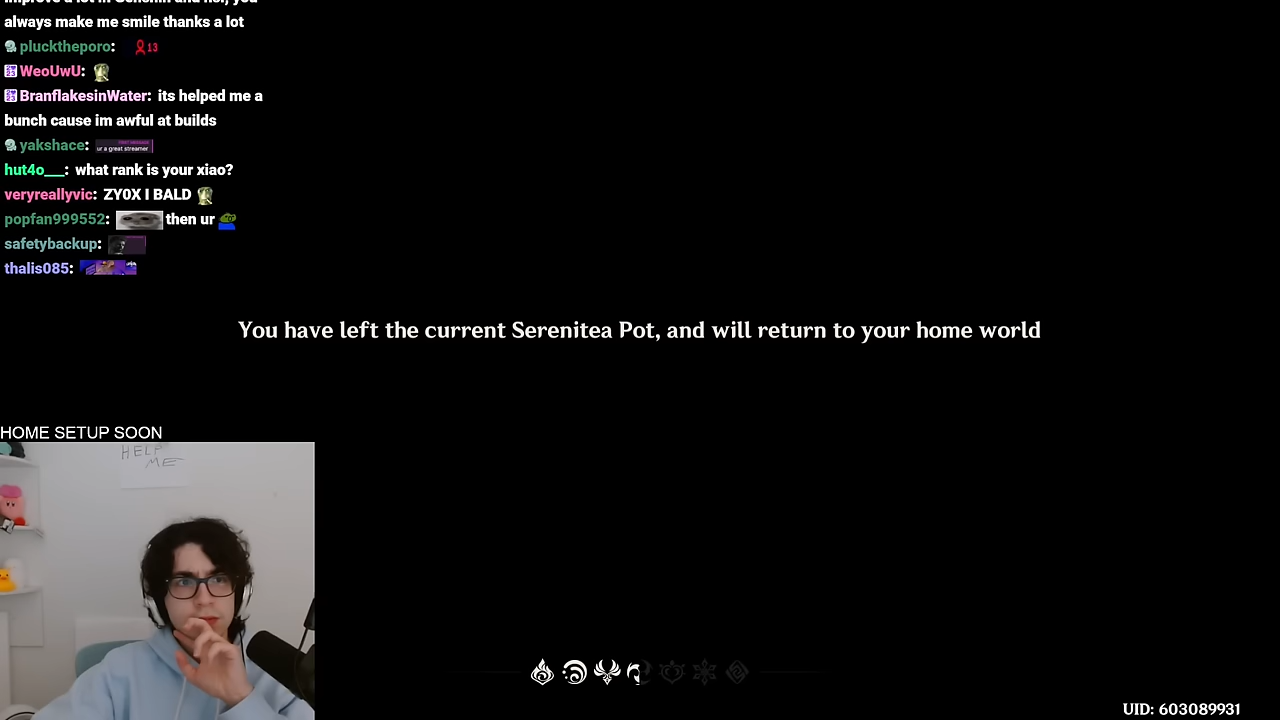 improve a lot in Genshin and hsr, you
always make me smile thanks a lot
plucktheporo: 13
WeoUwU:
BranflakesinWater: its helped me a
bunch cause im awful at builds
yakshace: ur a great streamer
hut4o___: what rank is your xiao?
veryreallyvic: ZY0X I BALD
popfan999552: then ur
safetybackup:
thalis085:
You have left the current Serenitea Pot, and will return to your home world
HOME SETUP SOON
HELP
ME
UID: 603089931